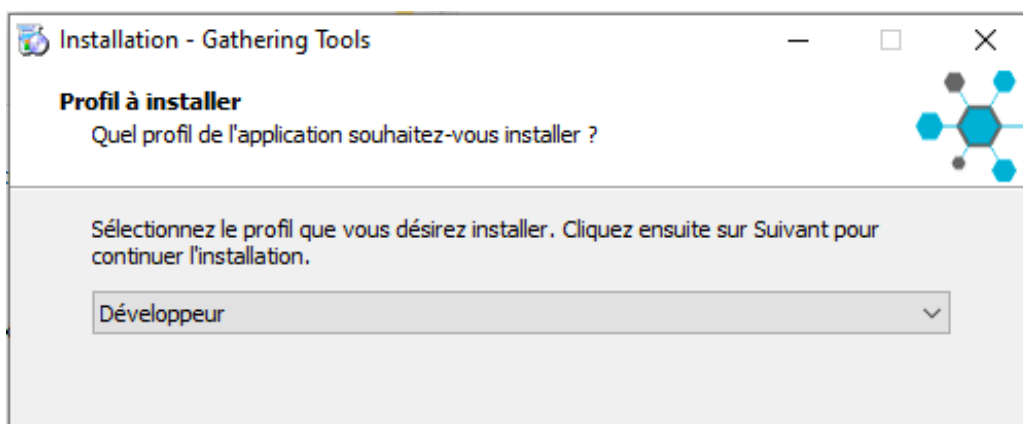 Installation - Gathering Tools
Profil à installer
Quel profil de l'application souhaitez-vous installer ?
Sélectionnez le profil que vous désirez installer. Cliquez ensuite sur Suivant pour
continuer l'installation.
Développeur